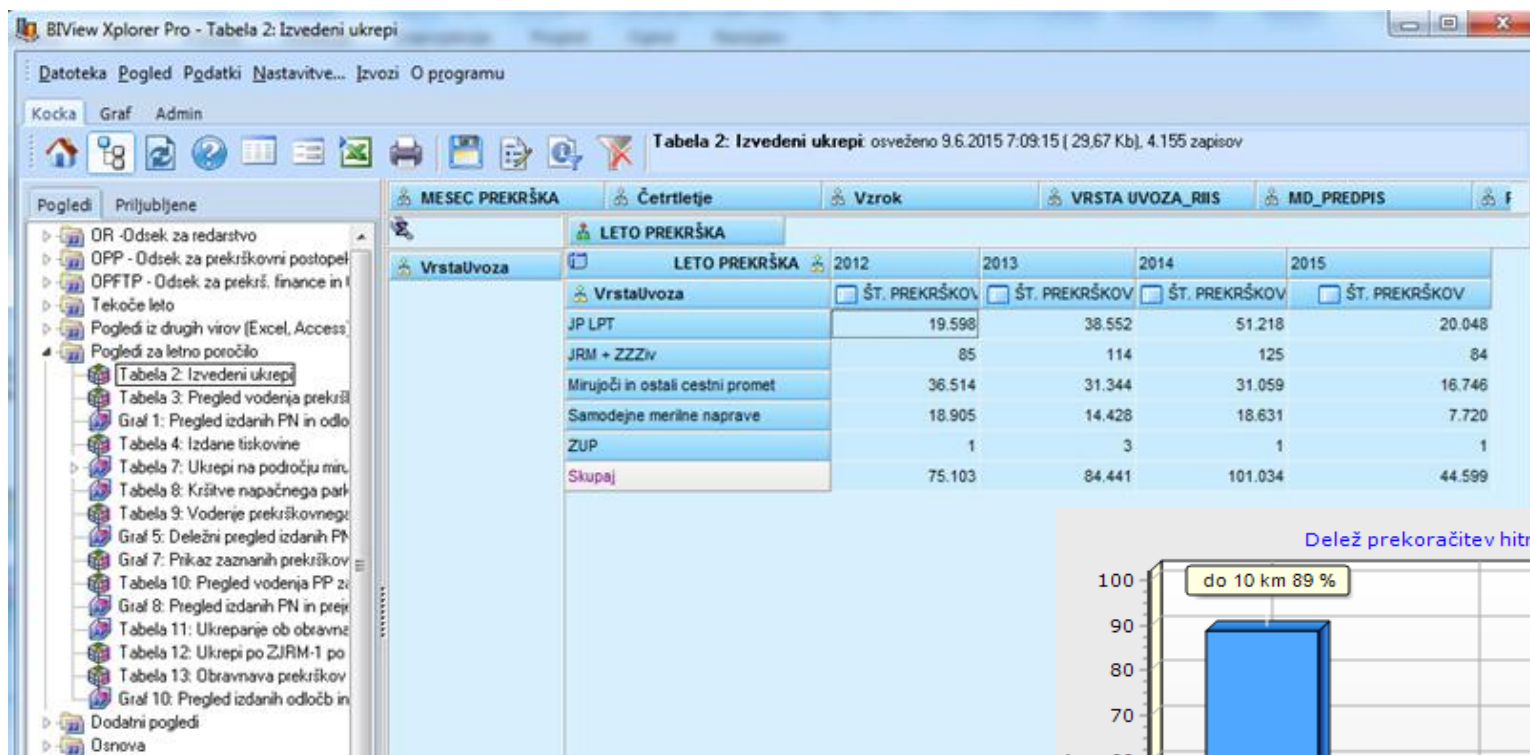 BIView Xplorer Pro - Tabela 2: Izvedeni ukrepi
Datoteka Pogled Podatki Nastavitve... Izvozi O programu
Kocka Graf Admin
Tabela 2: Izvedeni ukrepi: osveženo 9.6.2015 7:09:15 ( 29,67 Kb), 4.155 zapisov
Pogledi Priljubljene
OR -Odsek za redarstvo
OPP - Odsek za prekrškovni postopek
OPFTP - Odsek za prekrš. finance in
Tekoče leto
Pogledi iz drugih virov (Excel, Access)
Pogledi za letno poročilo
Tabela 2: Izvedeni ukrepi
Tabela 3: Pregled vodenja prekrš
Graf 1: Pregled izdanih PN in odlo
Tabela 4: Izdane tiskovine
Tabela 7: Ukrepi na področju miru
Tabela 8: Kršitve napačnega park
Tabela 9: Vodenje prekrškovnega
Graf 5: Deležni pregled izdanih PN
Graf 7: Prikaz zaznanih prekrškov
Tabela 10: Pregled vodenja PP za
Graf 8: Pregled izdanih PN in preje
Tabela 11: Ukrepanje ob obravna
Tabela 12: Ukrepi po ZJRM-1 po
Tabela 13: Obravnava prekrškov
Graf 10: Pregled izdanih odločb in
Dodatni pogledi
Osnova
MESEC PREKRŠKA Četrtletje Vzrok VRSTA UVOZA_RIIS MD_PREDPIS
LETO PREKRŠKA
VrstaUvoza
LETO PREKRŠKA 2012 2013 2014 2015
VrstaUvoza ŠT. PREKRŠKOV ŠT. PREKRŠKOV ŠT. PREKRŠKOV ŠT. PREKRŠKOV
JP LPT 19.598 38.552 51.218 20.048
JRM + ZZZiv 85 114 125 84
Mirujoči in ostali cestni promet 36.514 31.344 31.059 16.746
Samodejne merilne naprave 18.905 14.428 18.631 7.720
ZUP 1 3 1 1
Skupaj 75.103 84.441 101.034 44.599
Delež prekoračitev hitr
do 10 km 89 %
100
90
80
70